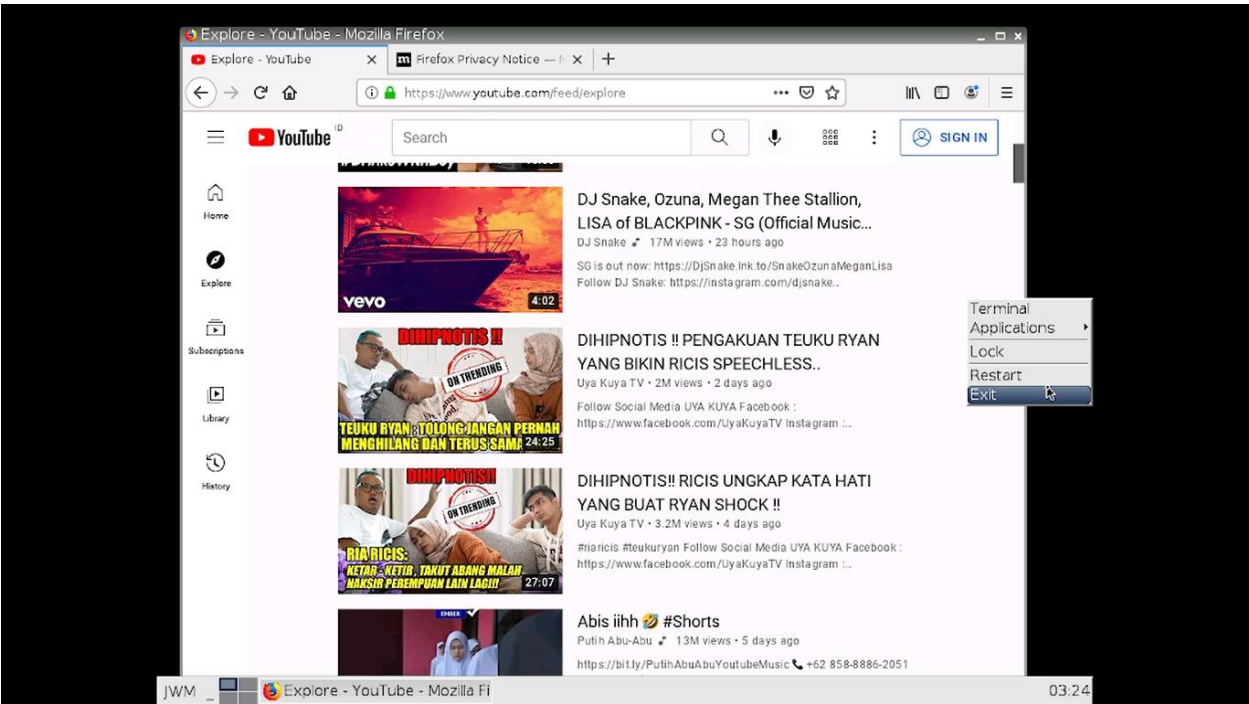 Explore - YouTube - Mozilla Firefox
Explore - YouTube
Firefox Privacy Notice —
https://www.youtube.com/feed/explore
YouTube ID
Search
SIGN IN
Home
Explore
Subscriptions
Library
History
DJ Snake, Ozuna, Megan Thee Stallion,
LISA of BLACKPINK - SG (Official Music...
DJ Snake 17M views • 23 hours ago
SG is out now: https://DjSnake.lnk.to/SnakeOzunaMeganLisa
Follow DJ Snake: https://instagram.com/djsnake..
vevo
4:02
DIHIPNOTIS !!
ON TRENDING
TEUKU RYAN: TOLONG JANGAN PERNAH
MENGHILANG DAN TERUS SAMA
24:25
DIHIPNOTIS !! PENGAKUAN TEUKU RYAN
YANG BIKIN RICIS SPEECHLESS..
Uya Kuya TV • 2M views • 2 days ago
Follow Social Media UYA KUYA Facebook :
https://www.facebook.com/UyaKuyaTV Instagram :..
DIHIPNOTIS!!
ON TRENDING
RIA RICIS:
KETAR-KETIR, TAKUT ABANG MALAH
NAKSIR PEREMPUAN LAIN LAGI!!!
27:07
DIHIPNOTIS!! RICIS UNGKAP KATA HATI
YANG BUAT RYAN SHOCK !!
Uya Kuya TV • 3.2M views • 4 days ago
#riaricis #teukuryan Follow Social Media UYA KUYA Facebook :
https://www.facebook.com/UyaKuyaTV Instagram :..
Abis iihh 🤣 #Shorts
Putih Abu-Abu 13M views • 5 days ago
https://bit.ly/PutihAbuAbuYoutubeMusic 📞 +62 858-8886-2051
Terminal
Applications
Lock
Restart
Exit
JWM _
Explore - YouTube - Mozilla Fi
03:24